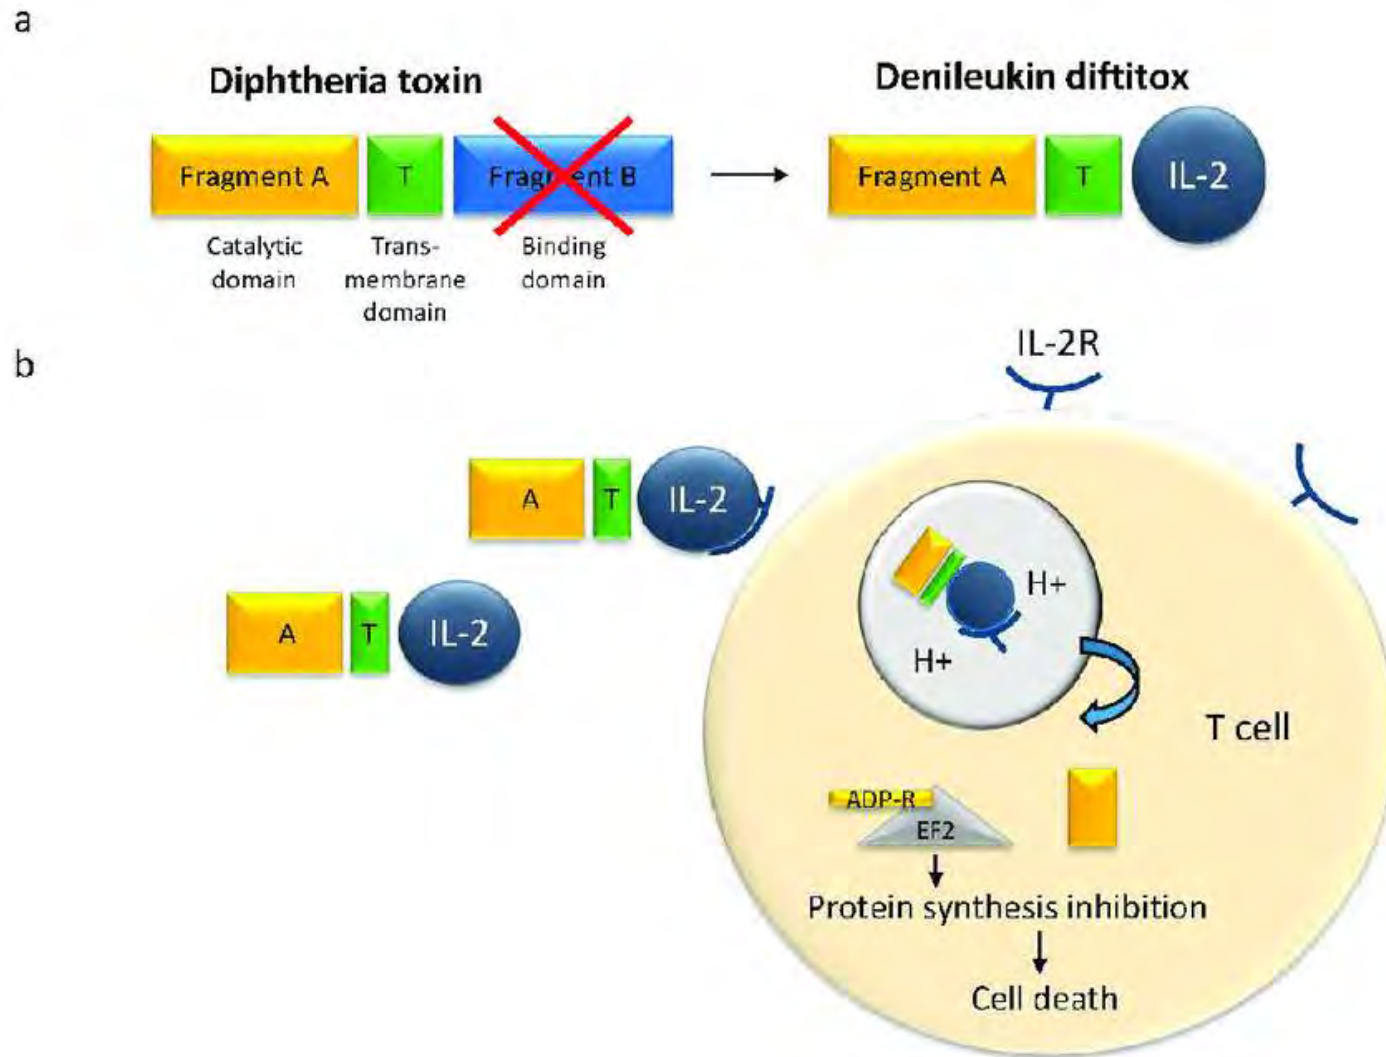 a
Diphtheria toxin
Denileukin diftitox
Fragment A
T
Fragment B
Fragment A
T
IL-2
Catalytic
domain
Trans-
membrane
domain
Binding
domain
b
IL-2R
A
T
IL-2
A
T
IL-2
H+
H+
T cell
ADP-R
EF2
Protein synthesis inhibition
Cell death